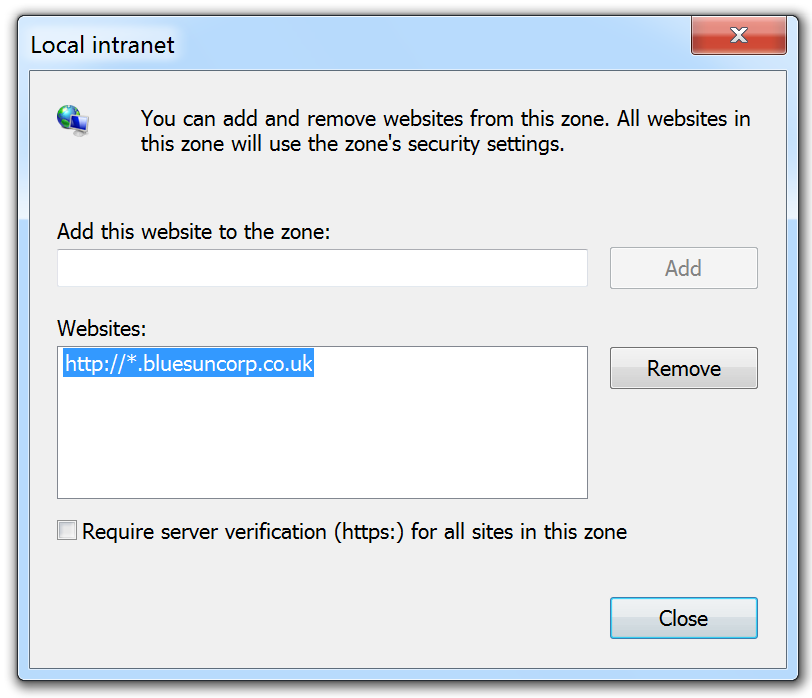 Local intranet
You can add and remove websites from this zone. All websites in
this zone will use the zone's security settings.
Add this website to the zone:
Add
Websites:
http://*.bluesuncorp.co.uk
Remove
Require server verification (https:) for all sites in this zone
Close